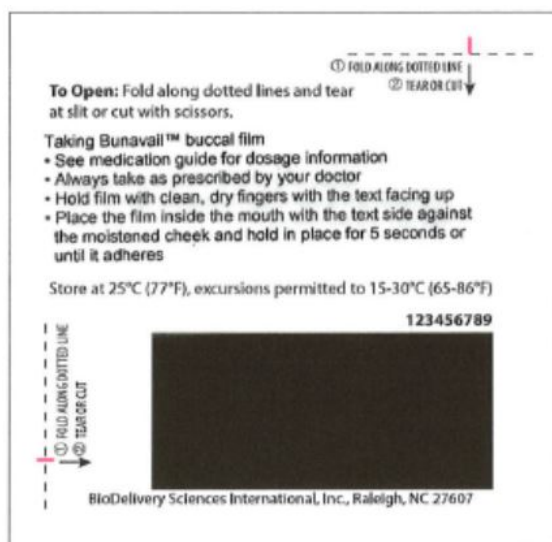 ① FOLD ALONG DOTTED LINE
② TEAR OR CUT
To Open: Fold along dotted lines and tear
at slit or cut with scissors.
Taking Bunavail™ buccal film
• See medication guide for dosage information
• Always take as prescribed by your doctor
• Hold film with clean, dry fingers with the text facing up
• Place the film inside the mouth with the text side against
the moistened cheek and hold in place for 5 seconds or
until it adheres
Store at 25°C (77°F), excursions permitted to 15-30°C (65-86°F)
123456789
① FOLD ALONG DOTTED LINE
② TEAR OR CUT
BioDelivery Sciences International, Inc., Raleigh, NC 27607